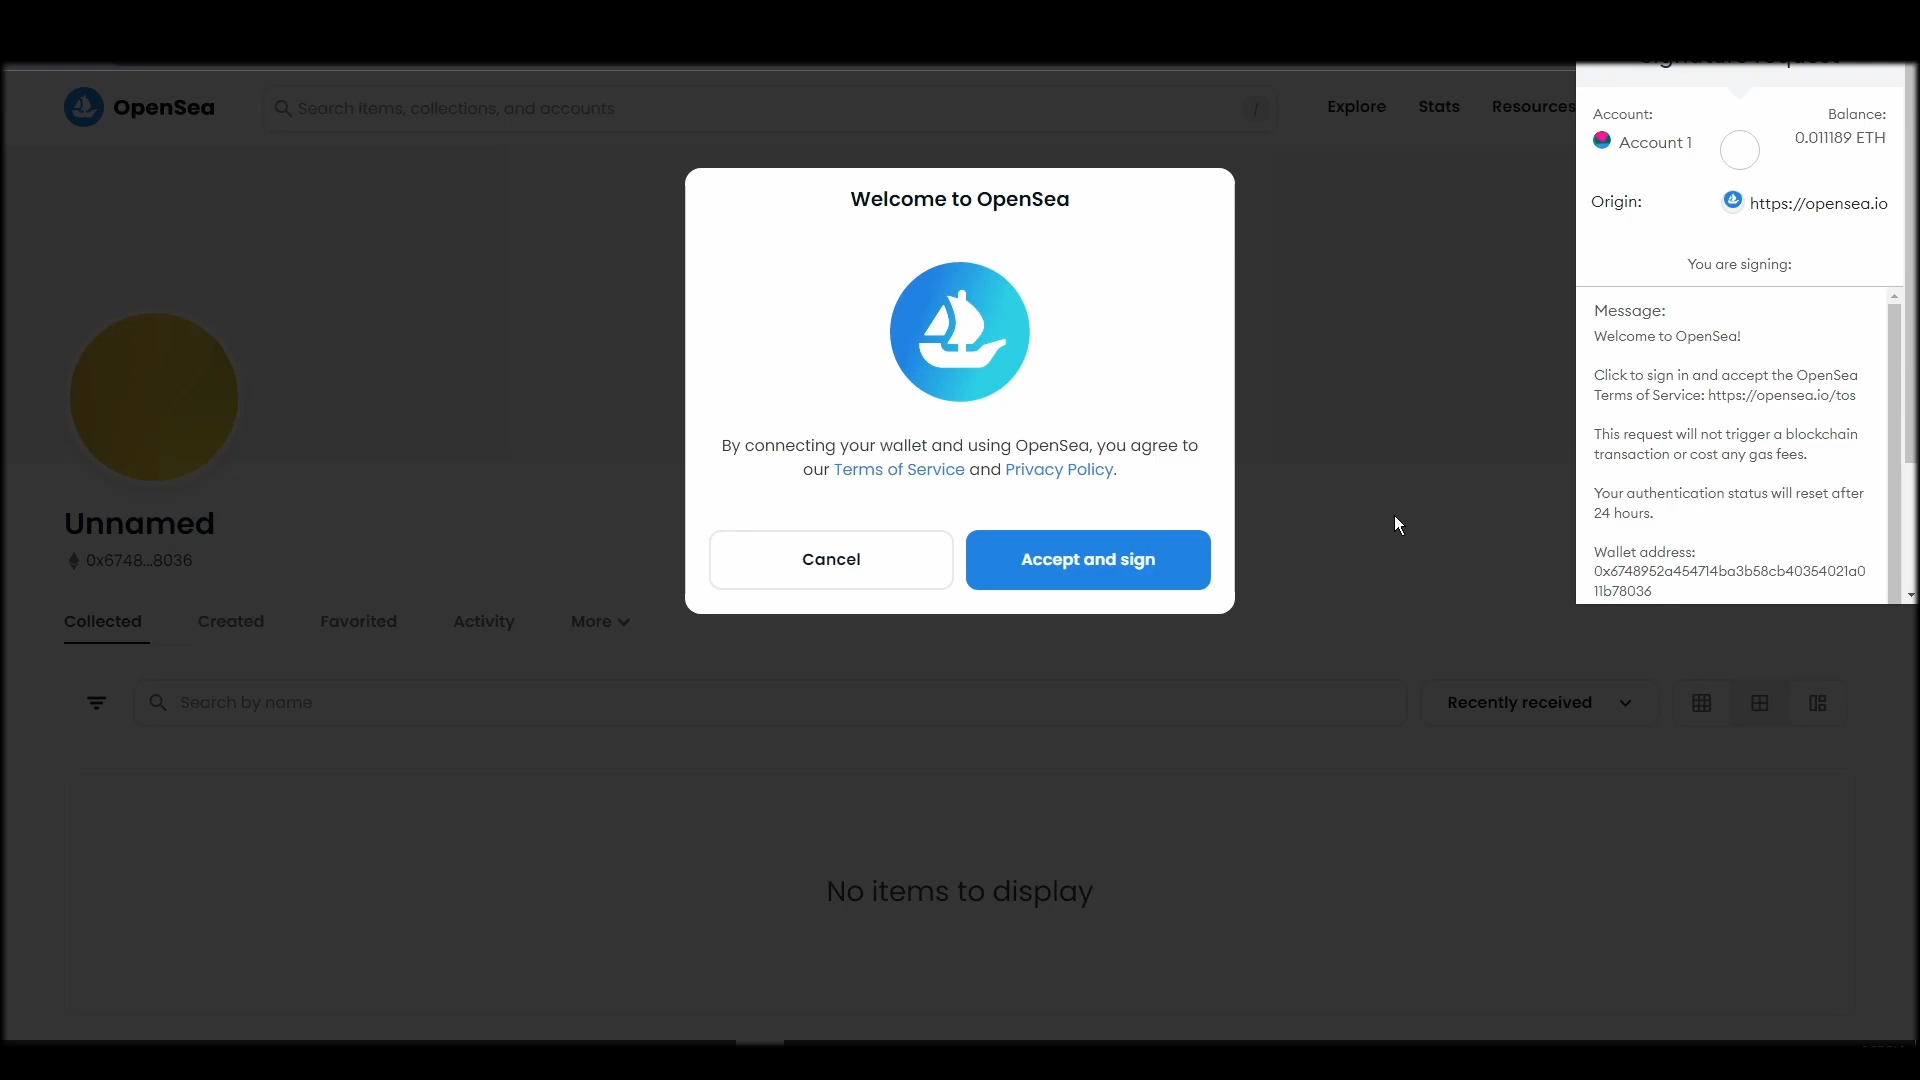 Signature request
OpenSea
Search items, collections, and accounts
/
Explore
Stats
Resources
Account:
Balance:
Account 1
0.011189 ETH
Origin:
https://opensea.io
You are signing:
Message:
Welcome to OpenSea!
Click to sign in and accept the OpenSea
Terms of Service: https://opensea.io/tos
This request will not trigger a blockchain
transaction or cost any gas fees.
Your authentication status will reset after
24 hours.
Wallet address:
0x6748952a454714ba3b58cb40354021a0
11b78036
Welcome to OpenSea
By connecting your wallet and using OpenSea, you agree to
our Terms of Service and Privacy Policy.
Cancel
Accept and sign
Unnamed
0x6748...8036
Collected
Created
Favorited
Activity
More
Search by name
Recently received
No items to display